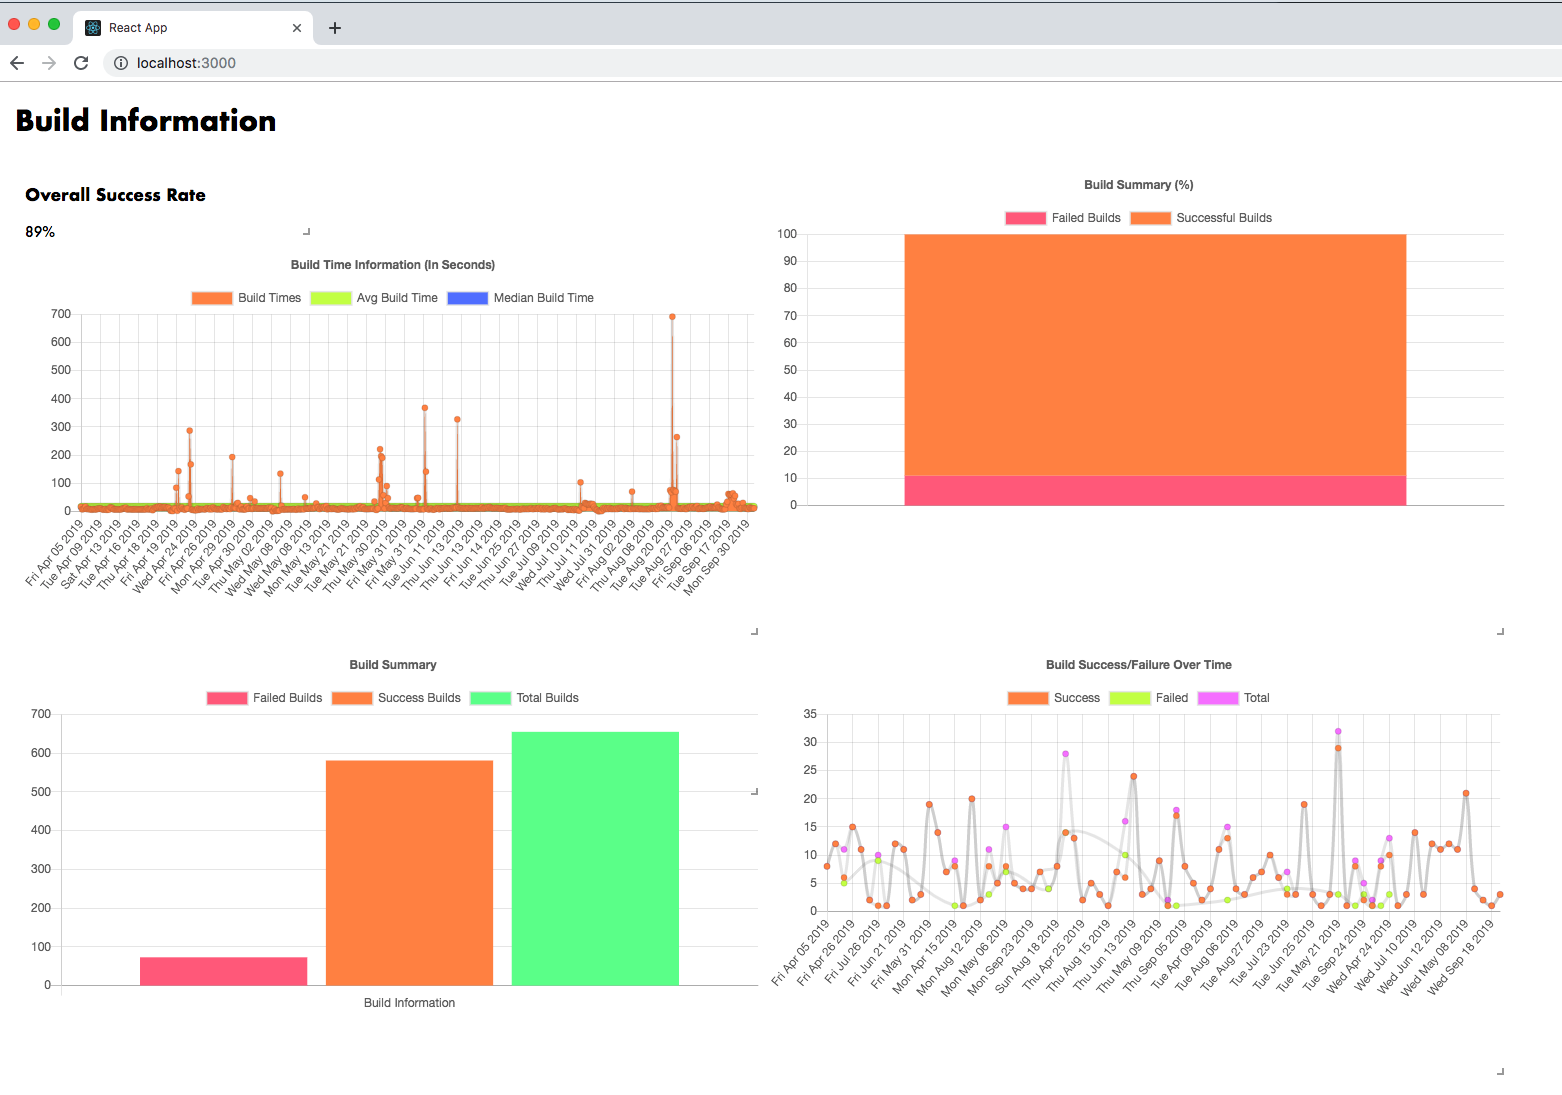 React App
localhost:3000
Build Information
Overall Success Rate
89%
Build Time Information (In Seconds)
Build Times Avg Build Time Median Build Time
700
600
500
400
300
200
100
0
Fri Apr 05 2019
Tue Apr 09 2019
Sat Apr 13 2019
Tue Apr 16 2019
Thu Apr 18 2019
Fri Apr 19 2019
Wed Apr 24 2019
Fri Apr 26 2019
Mon Apr 29 2019
Tue Apr 30 2019
Thu May 02 2019
Wed May 08 2019
Wed May 08 2019
Mon May 13 2019
Tue May 21 2019
Tue May 21 2019
Thu May 30 2019
Fri May 31 2019
Fri May 31 2019
Tue Jun 11 2019
Thu Jun 13 2019
Thu Jun 13 2019
Fri Jun 14 2019
Tue Jun 25 2019
Thu Jun 27 2019
Tue Jul 09 2019
Wed Jul 10 2019
Thu Jul 11 2019
Wed Jul 31 2019
Fri Aug 02 2019
Thu Aug 08 2019
Tue Aug 20 2019
Tue Aug 27 2019
Fri Sep 06 2019
Tue Sep 17 2019
Mon Sep 30 2019
Build Summary (%)
Failed Builds Successful Builds
100
90
80
70
60
50
40
30
20
10
0
Build Summary
Failed Builds Success Builds Total Builds
700
600
500
400
300
200
100
0
Build Information
Build Success/Failure Over Time
Success Failed Total
35
30
25
20
15
10
5
0
Fri Apr 05 2019
Fri Apr 26 2019
Fri Jul 26 2019
Fri Jun 21 2019
Fri May 31 2019
Mon Apr 15 2019
Mon Aug 12 2019
Mon May 06 2019
Mon Sep 23 2019
Sun Aug 18 2019
Thu Apr 25 2019
Thu Aug 15 2019
Thu Jun 13 2019
Thu May 09 2019
Thu Sep 05 2019
Tue Apr 09 2019
Tue Aug 06 2019
Tue Aug 27 2019
Tue Jul 23 2019
Tue Jun 25 2019
Tue May 21 2019
Tue Sep 24 2019
Wed Apr 24 2019
Wed Jul 10 2019
Wed Jun 12 2019
Wed May 08 2019
Wed Sep 18 2019